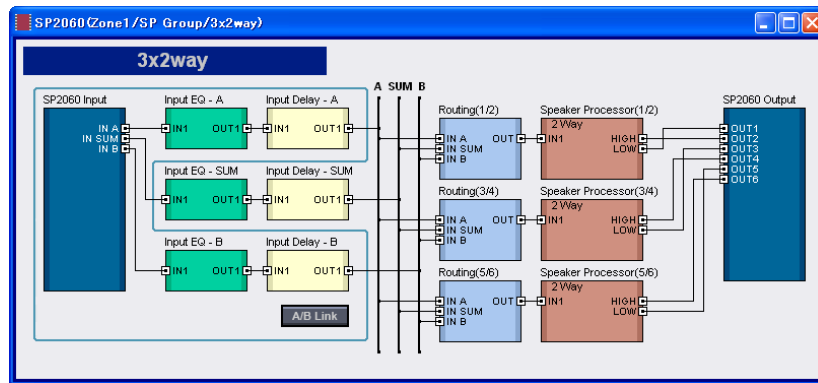 SP2060(Zone1/SP Group/3x2way)
3x2way
A SUM B
SP2060 Input
Input EQ - A
Input Delay - A
Routing(1/2)
Speaker Processor(1/2)
SP2060 Output
2 Way
IN A
IN SUM
IN B
IN1 OUT1
IN1 OUT1
IN A OUT
IN SUM
IN B
IN1 HIGH
LOW
OUT1
OUT2
OUT3
OUT4
OUT5
OUT6
Input EQ - SUM
Input Delay - SUM
Routing(3/4)
Speaker Processor(3/4)
2 Way
IN1 OUT1
IN1 OUT1
IN A OUT
IN SUM
IN B
IN1 HIGH
LOW
Input EQ - B
Input Delay - B
Routing(5/6)
Speaker Processor(5/6)
2 Way
IN1 OUT1
IN1 OUT1
IN A OUT
IN SUM
IN B
IN1 HIGH
LOW
A/B Link